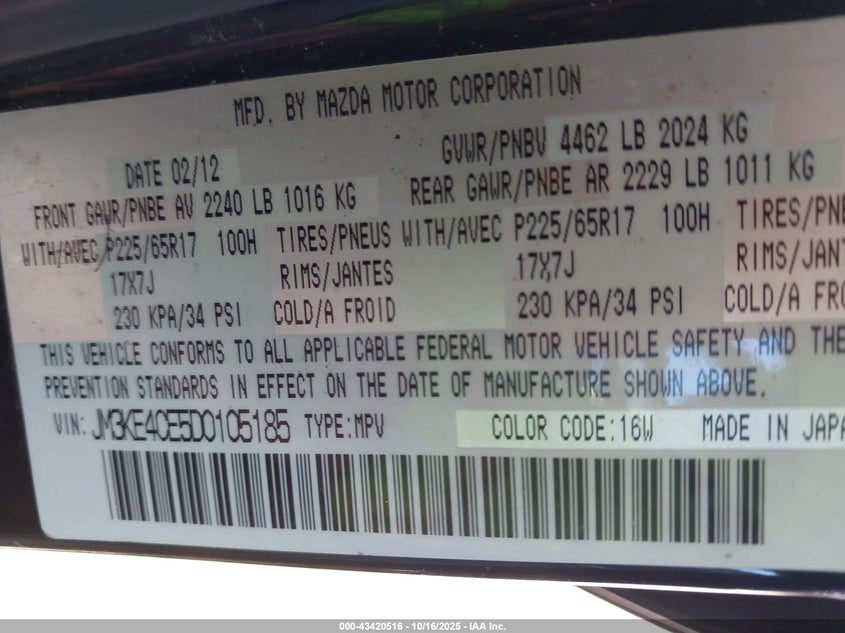 MFD. BY MAZDA MOTOR CORPORATION
DATE 02/12 GVWR/PNBV 4462 LB 2024 KG
FRONT GAWR/PNBE AV 2240 LB 1016 KG REAR GAWR/PNBE AR 2229 LB 1011 KG
WITH/AVEC P225/65R17 100H TIRES/PNEUS WITH/AVEC P225/65R17 100H TIRES/PNE
17X7J RIMS/JANTES 17X7J RIMS/JANT
230 KPA/34 PSI COLD/A FROID 230 KPA/34 PSI COLD/A FRO
THIS VEHICLE CONFORMS TO ALL APPLICABLE FEDERAL MOTOR VEHICLE SAFETY AND THE
PREVENTION STANDARDS IN EFFECT ON THE DATE OF MANUFACTURE SHOWN ABOVE.
VIN: JM3KE4CE5D0105185 TYPE:MPV COLOR CODE:16W MADE IN JAPA
000-43420516 - 10/16/2025 - IAA Inc.